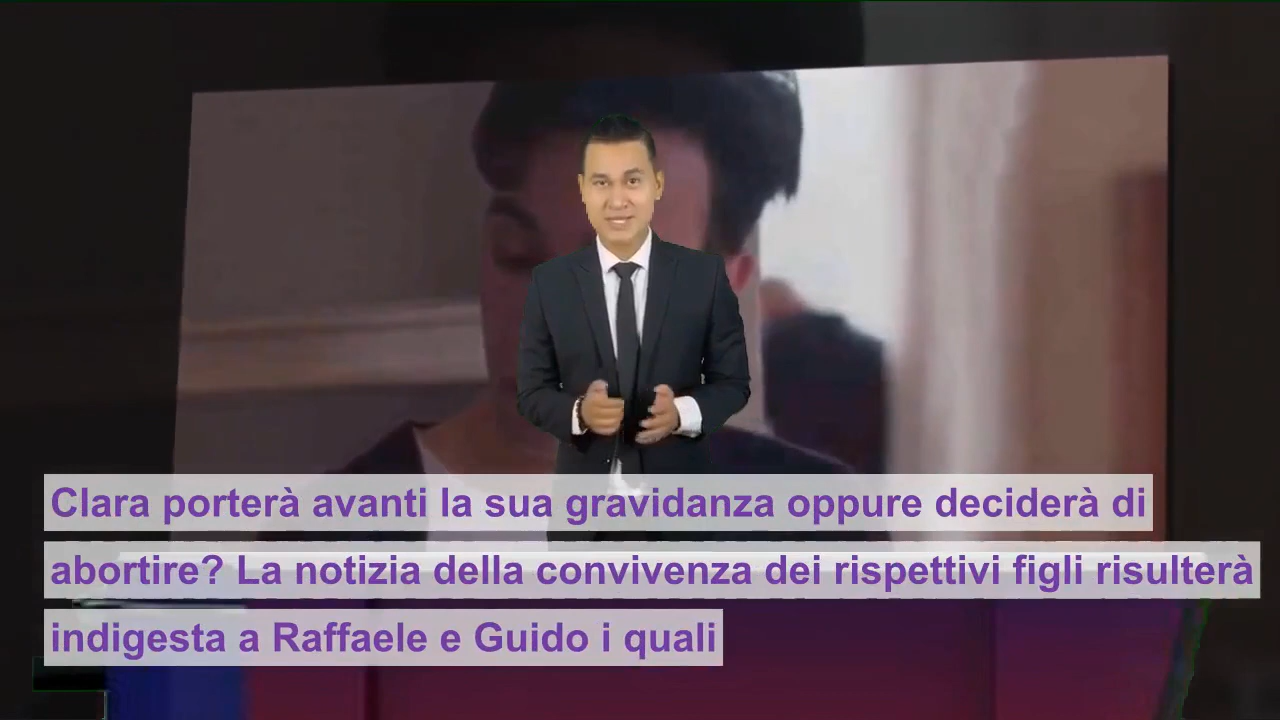 Clara porterà avanti la sua gravidanza oppure deciderà di
abortire? La notizia della convivenza dei rispettivi figli risulterà
indigesta a Raffaele e Guido i quali